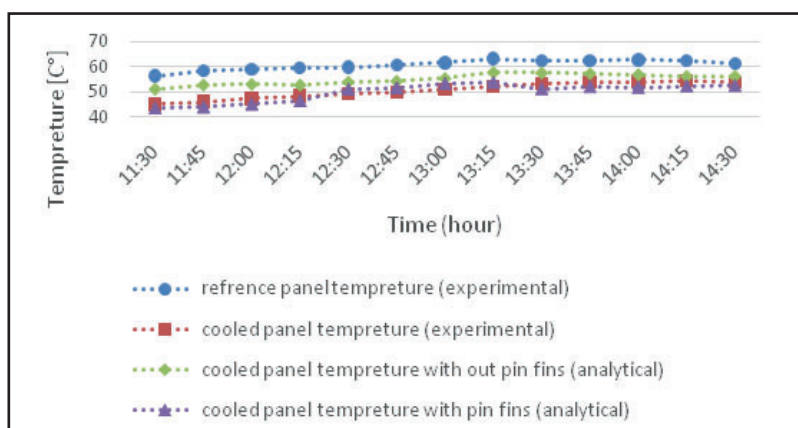 70
60
50
40
Tempreture [C°]
11:30 11:45 12:00 12:15 12:30 12:45 13:00 13:15 13:30 13:45 14:00 14:15 14:30
Time (hour)
refrence panel tempreture (experimental)
cooled panel tempreture (experimental)
cooled panel tempreture with out pin fins (analytical)
cooled panel tempreture with pin fins (analytical)